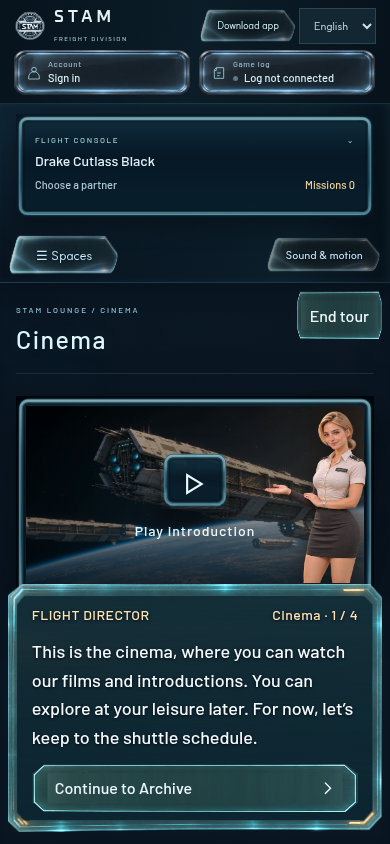 STAM
FREIGHT DIVISION
STAM
Download app
English
Account
Sign in
Game log
Log not connected
FLIGHT CONSOLE
Drake Cutlass Black
Choose a partner
Missions 0
☰ Spaces
Sound & motion
STAM LOUNGE / CINEMA
Cinema
End tour
Play introduction
FLIGHT DIRECTOR
Cinema · 1 / 4
This is the cinema, where you can watch
our films and introductions. You can
explore at your leisure later. For now, let’s
keep to the shuttle schedule.
Continue to Archive